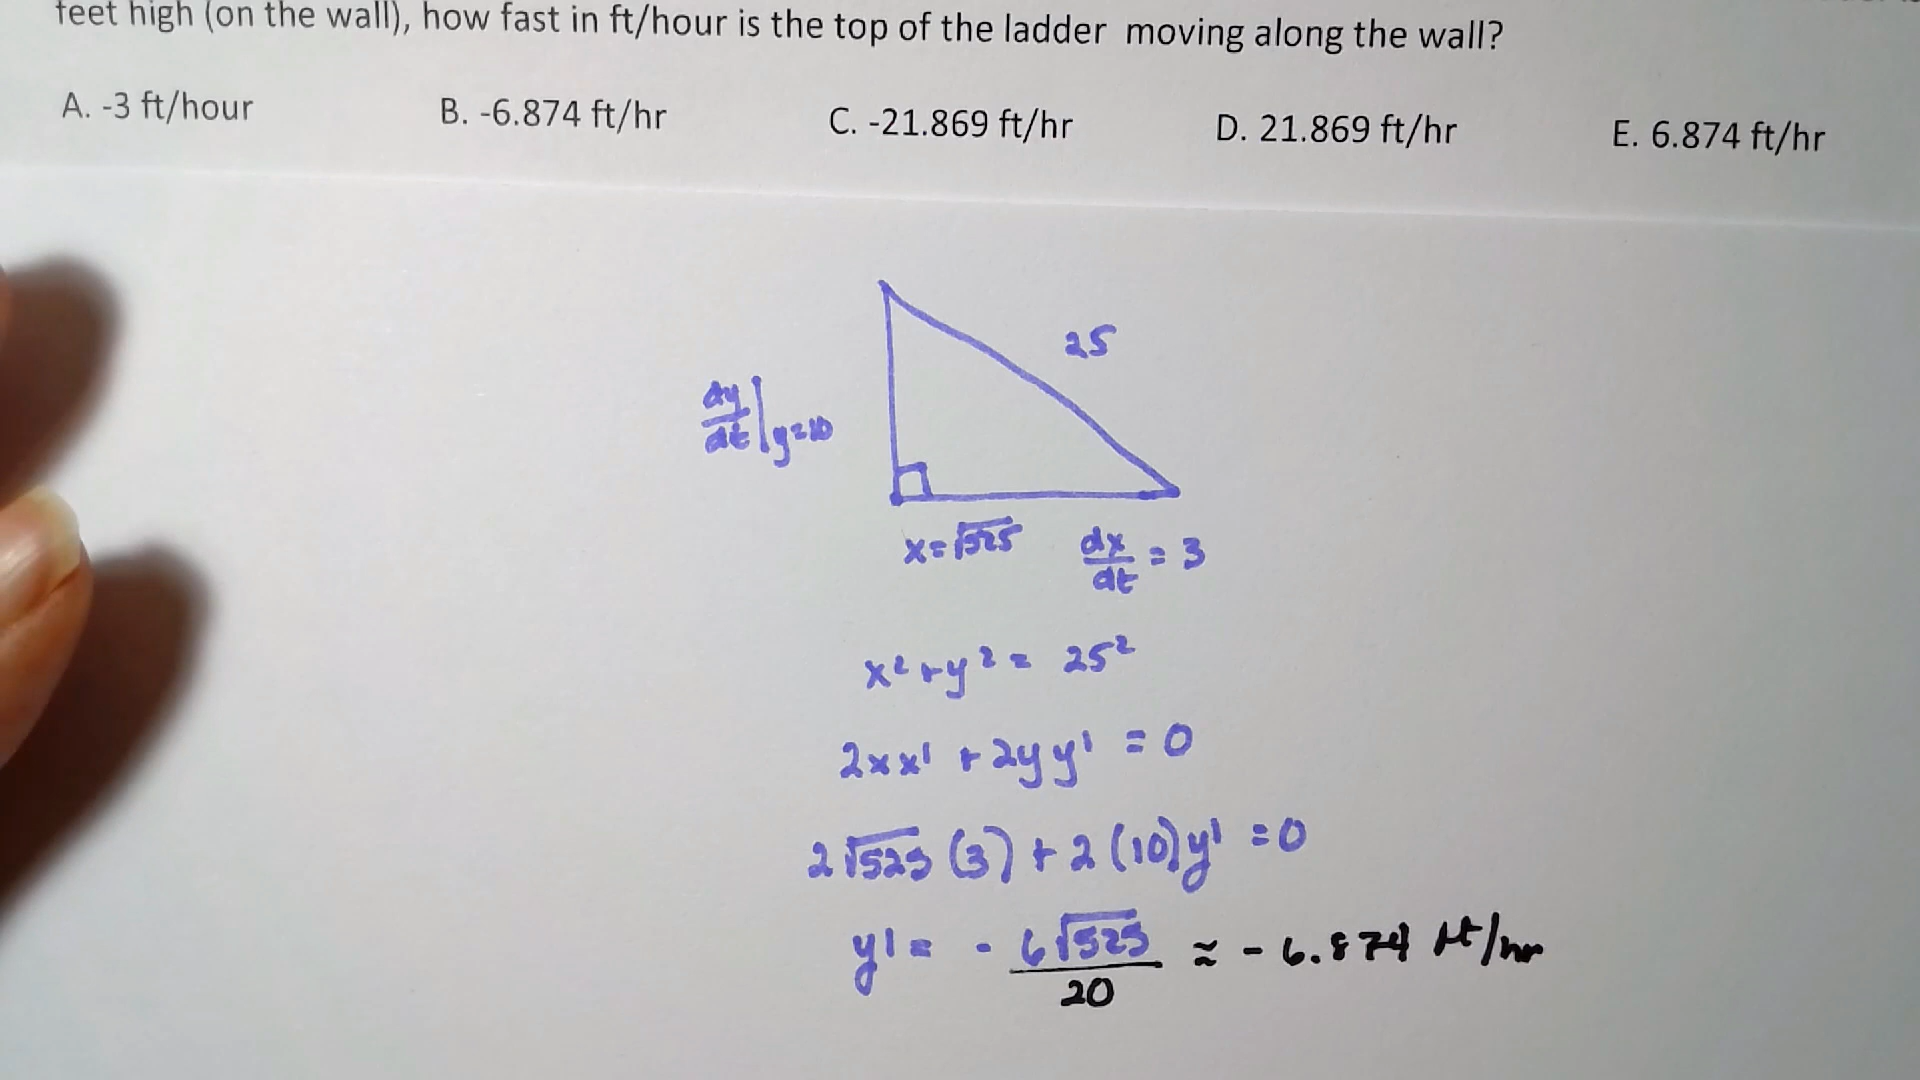 feet high (on the wall), how fast in ft/hour is the top of the ladder moving along the wall?
A. -3 ft/hour B. -6.874 ft/hr C. -21.869 ft/hr D. 21.869 ft/hr E. 6.874 ft/hr
25
dy/dt | y=10
x=√525 dx/dt = 3
x² + y² = 25²
2xx' + 2yy' = 0
2√525 (3) + 2(10)y' = 0
y' = - 6√525/20 ≈ -6.874 ft/hr